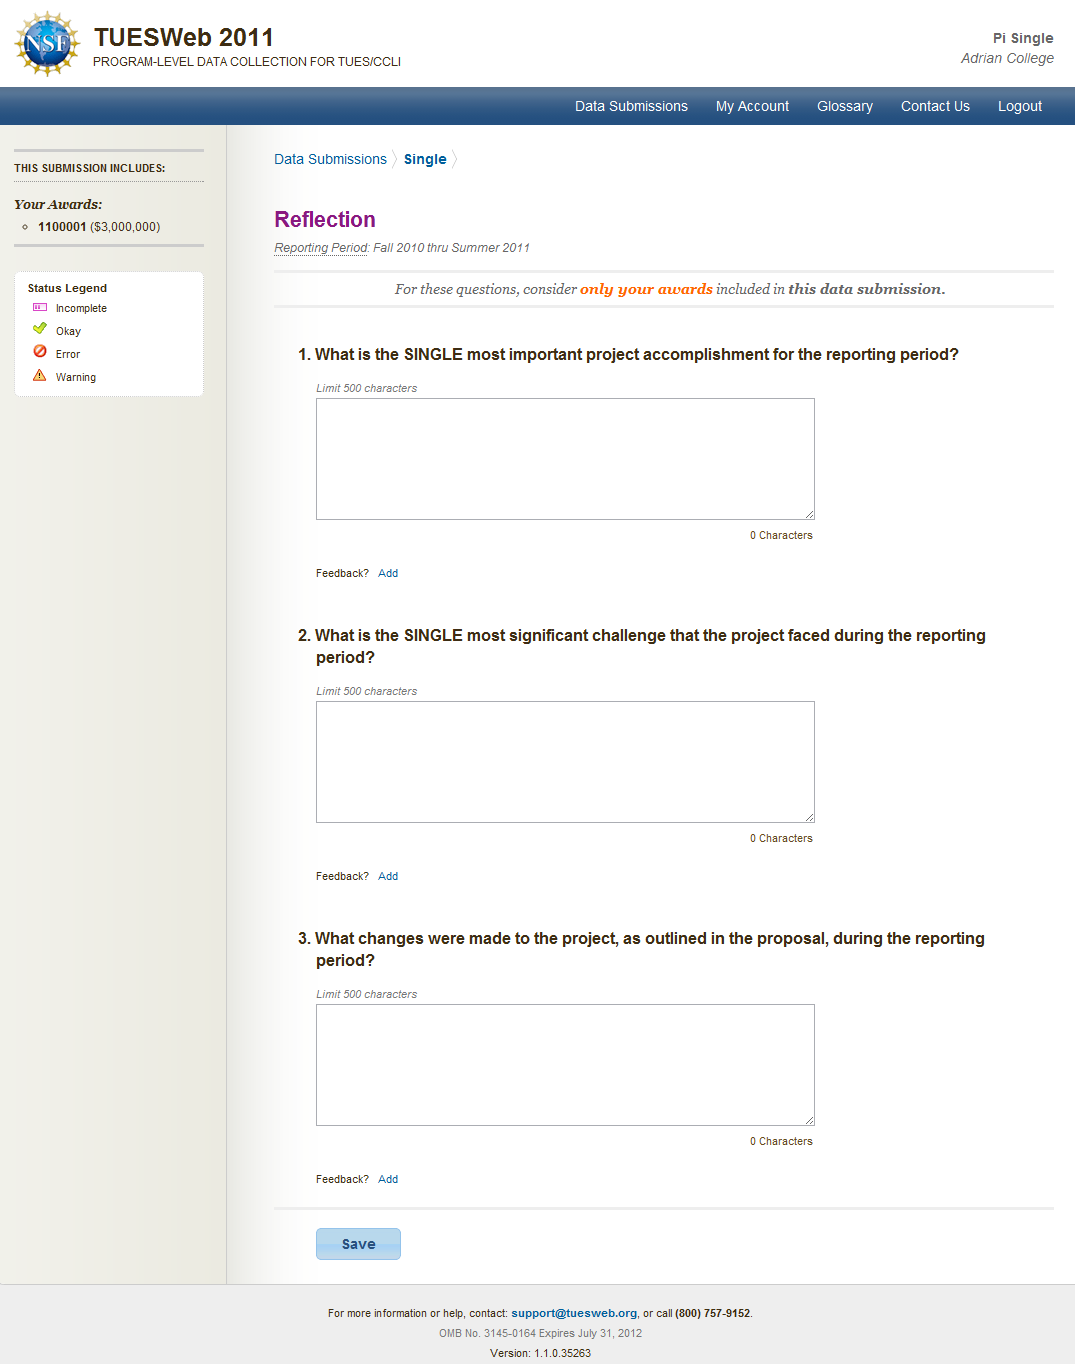 NSF
TUESWeb 2011
PROGRAM-LEVEL DATA COLLECTION FOR TUES/CCLI
Pi Single
Adrian College
Data Submissions My Account Glossary Contact Us Logout
THIS SUBMISSION INCLUDES:
Your Awards:
1100001 ($3,000,000)
Status Legend
Incomplete
Okay
Error
Warning
Data Submissions Single
Reflection
Reporting Period: Fall 2010 thru Summer 2011
For these questions, consider only your awards included in this data submission.
1. What is the SINGLE most important project accomplishment for the reporting period?
Limit 500 characters
0 Characters
Feedback? Add
2. What is the SINGLE most significant challenge that the project faced during the reporting
period?
Limit 500 characters
0 Characters
Feedback? Add
3. What changes were made to the project, as outlined in the proposal, during the reporting
period?
Limit 500 characters
0 Characters
Feedback? Add
Save
For more information or help, contact: support@tuesweb.org, or call (800) 757-9152.
OMB No. 3145-0164 Expires July 31, 2012
Version: 1.1.0.35263